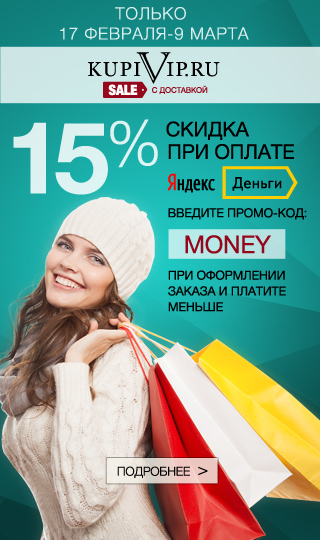 ТОЛЬКО
17 ФЕВРАЛЯ-9 МАРТА
KUPIVIP.RU
SALE С ДОСТАВКОЙ
15%
СКИДКА
ПРИ ОПЛАТЕ
Яндекс Деньги
ВВЕДИТЕ ПРОМО-КОД:
MONEY
ПРИ ОФОРМЛЕНИИ
ЗАКАЗА И ПЛАТИТЕ
МЕНЬШЕ
ПОДРОБНЕЕ >